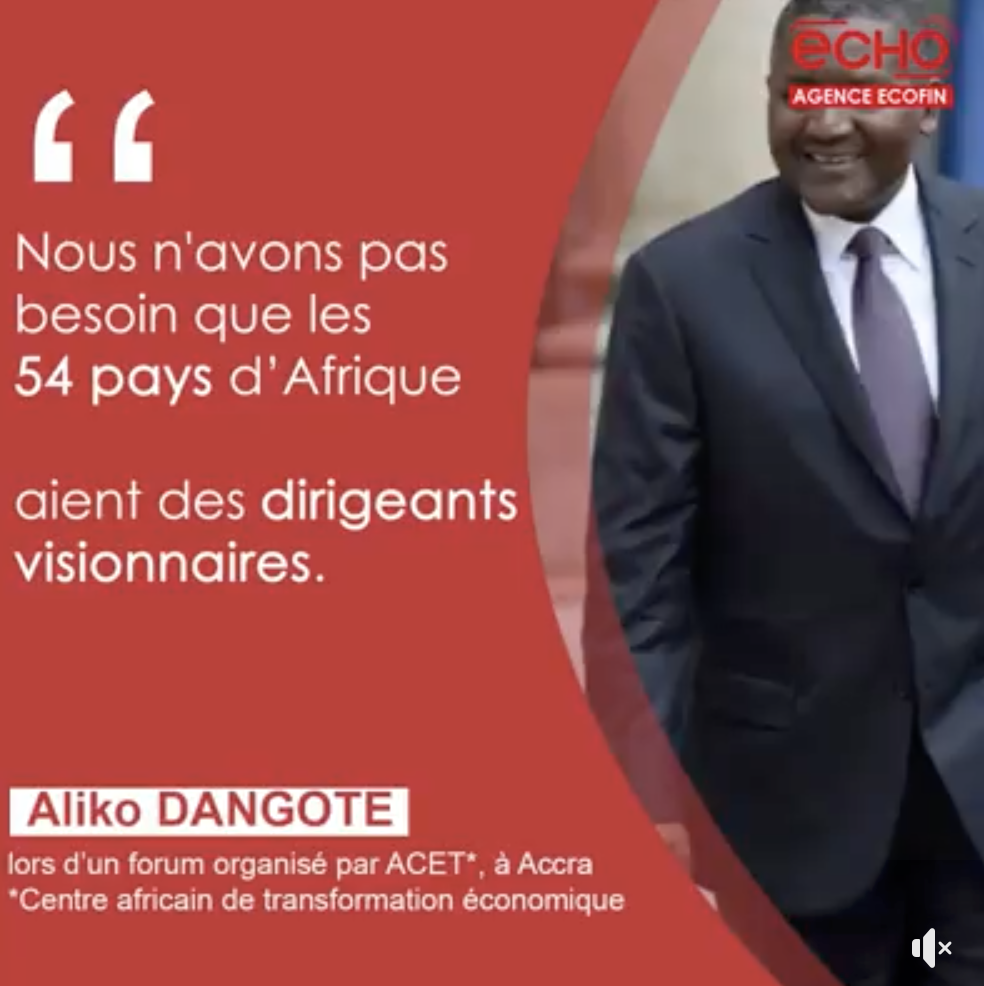 eCHO
AGENCE ECOFIN
Nous n'avons pas
besoin que les
54 pays d’Afrique
aient des dirigeants
visionnaires.
Aliko DANGOTE
lors d'un forum organisé par ACET*, à Accra
*Centre africain de transformation économique